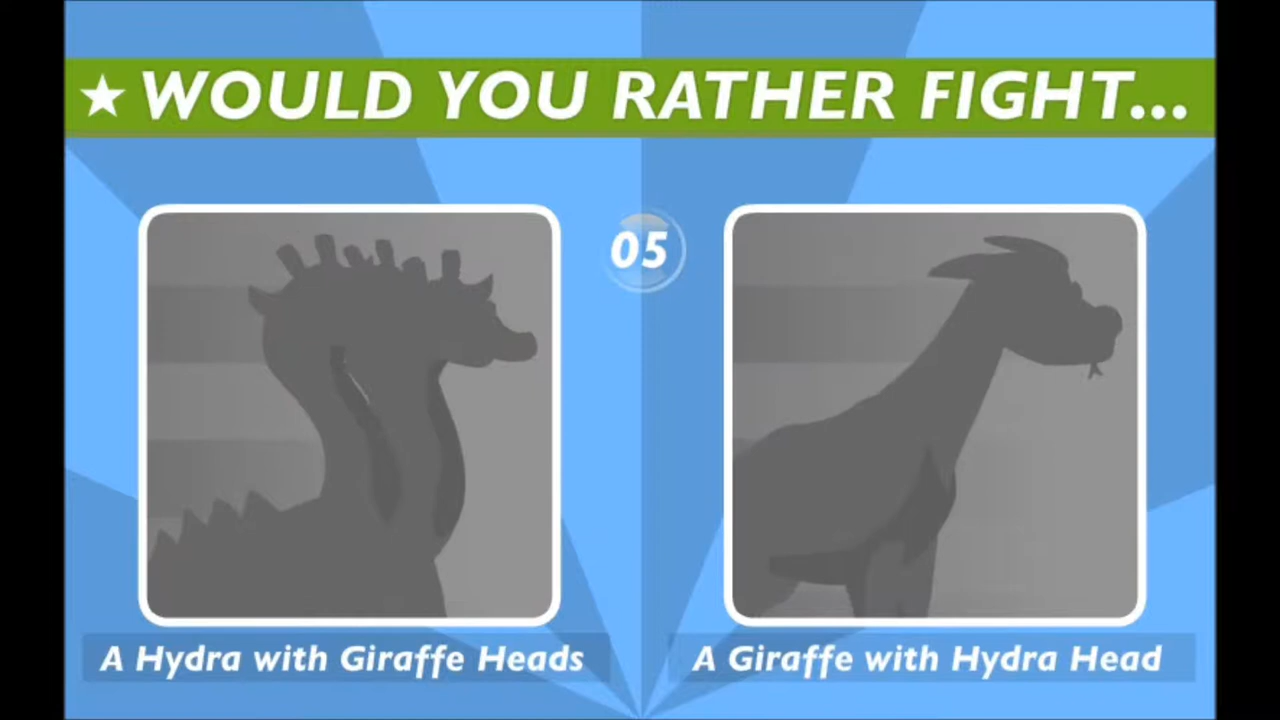 WOULD YOU RATHER FIGHT...
05
A Hydra with Giraffe Heads
A Giraffe with Hydra Head